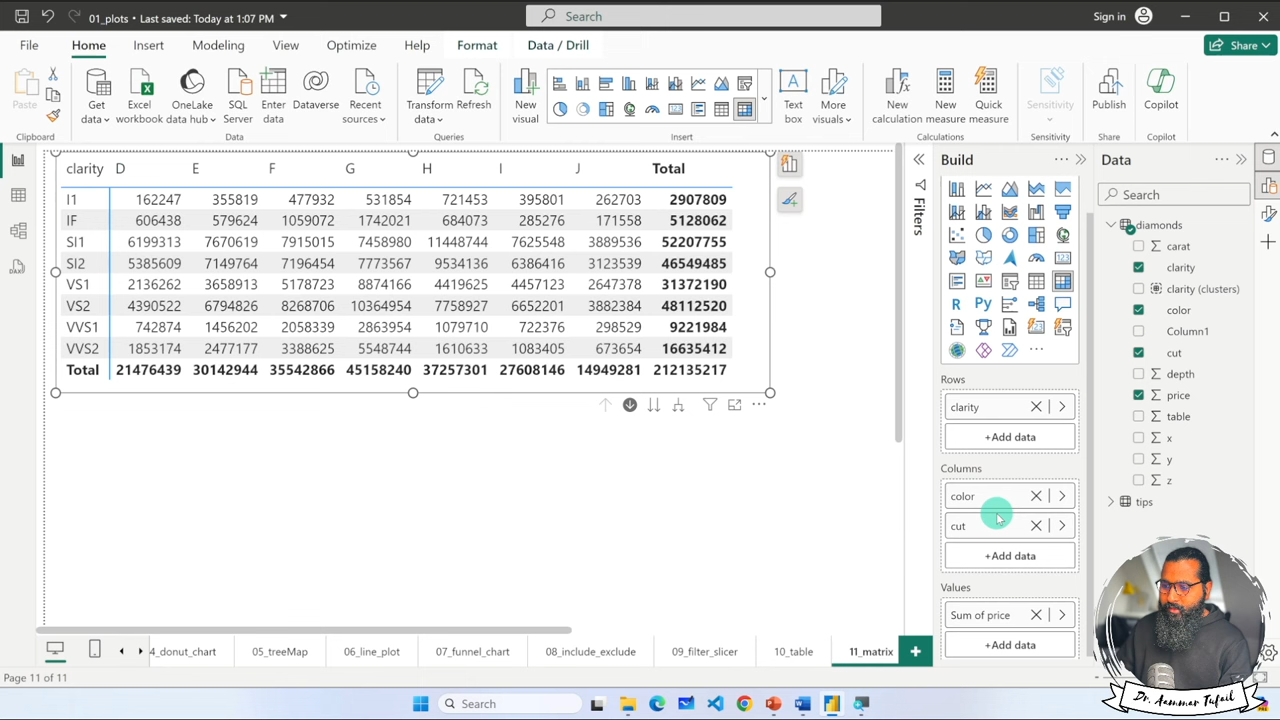 01_plots • Last saved: Today at 1:07 PM
Search
Sign in
File Home Insert Modeling View Optimize Help Format Data / Drill
Share
Paste
Get data
Excel workbook
OneLake data hub
SQL Server
Enter data
Dataverse
Recent sources
Transform data
Refresh
New visual
Text box
More visuals
New calculation
New measure
Quick measure
Sensitivity
Publish
Copilot
Clipboard Data Queries Insert Calculations Sensitivity Share Copilot
clarity D E F G H I J Total
I1 162247 355819 477932 531854 721453 395801 262703 2907809
IF 606438 579624 1059072 1742021 684073 285276 171558 5128062
SI1 6199313 7670619 7915015 7458980 11448744 7625548 3889536 52207755
SI2 5385609 7149764 7196454 7773567 9534136 6386416 3123539 46549485
VS1 2136262 3658913 5178723 8874166 4419625 4457123 2647378 31372190
VS2 4390522 6794826 8268706 10364954 7758927 6652201 3882384 48112520
VVS1 742874 1456202 2058339 2863954 1079710 722376 298529 9221984
VVS2 1853174 2477177 3388625 5548744 1610633 1083405 673654 16635412
Total 21476439 30142944 35542866 45158240 37257301 27608146 14949281 212135217
Filters
Build
R
Py
Rows
clarity
+Add data
Columns
color
cut
+Add data
Values
Sum of price
+Add data
Data
Search
diamonds
carat
clarity
clarity (clusters)
color
Column1
cut
depth
price
table
x
y
z
tips
4_donut_chart 05_treeMap 06_line_plot 07_funnel_chart 08_include_exclude 09_filter_slicer 10_table 11_matrix
Page 11 of 11
Search
Dr. Aammar Tufail